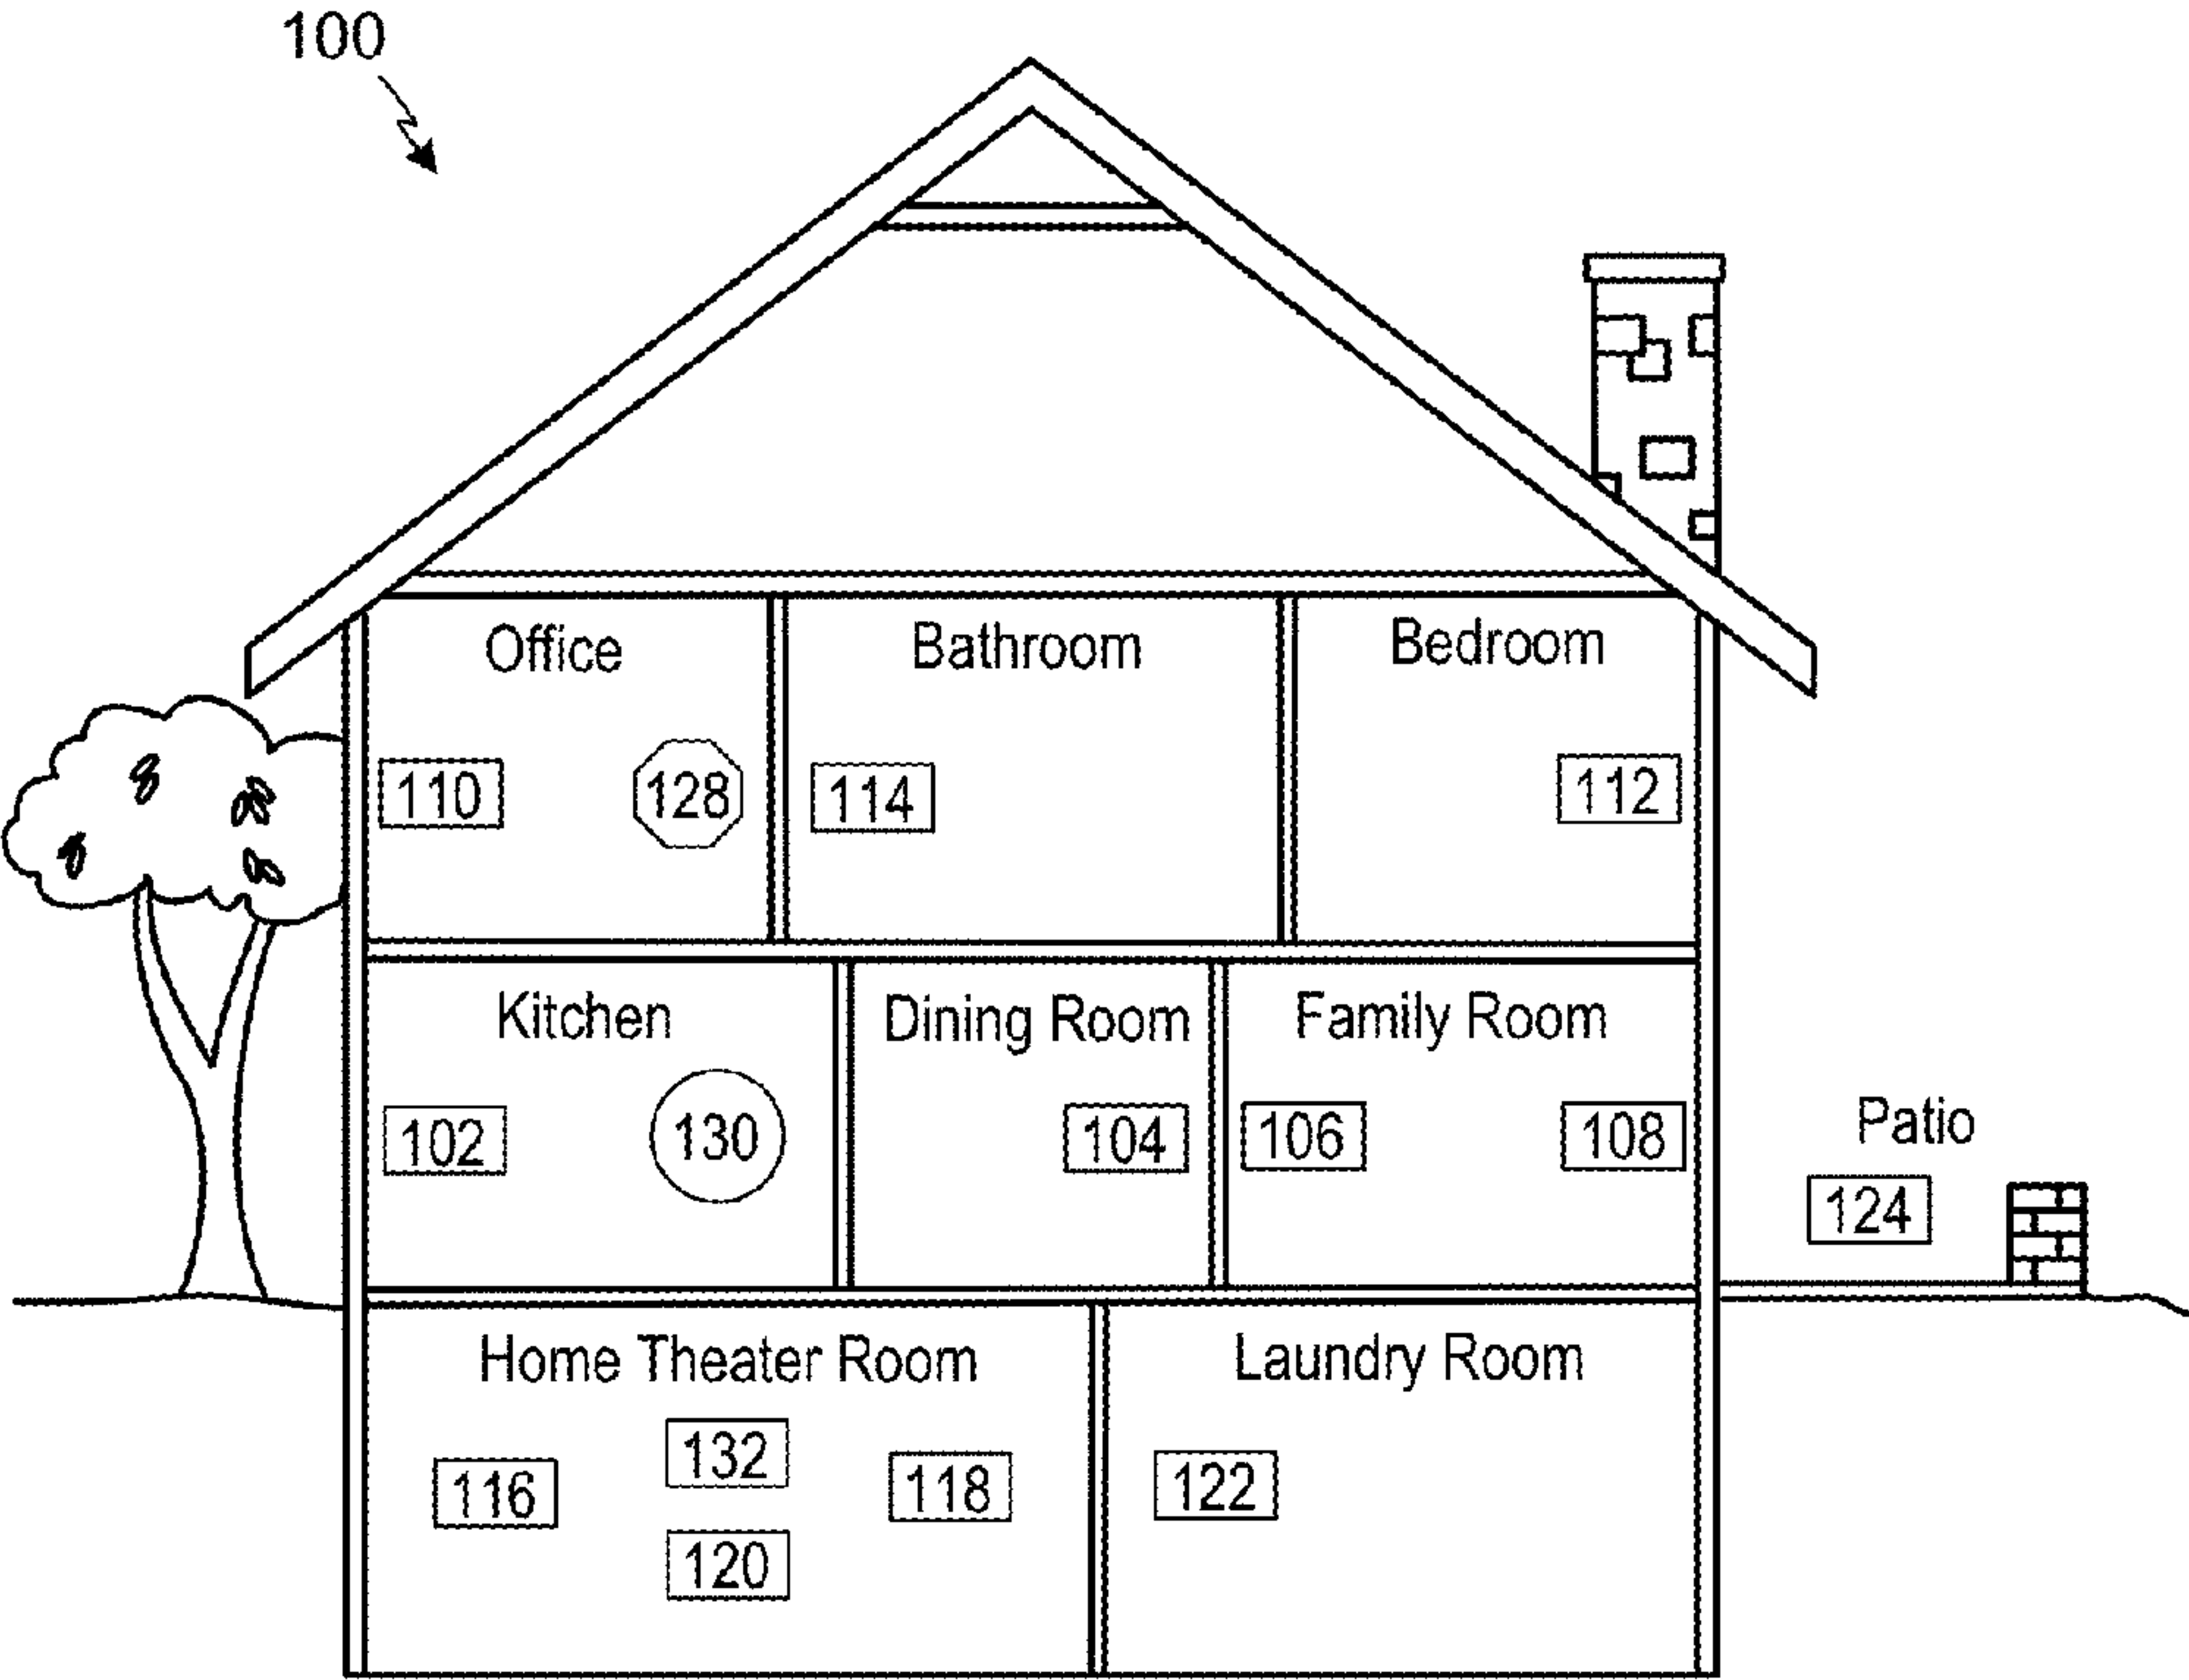 100
Office
Bathroom
Bedroom
110
128
114
112
Kitchen
Dining Room
Family Room
102
130
104
106
108
Patio
124
Home Theater Room
Laundry Room
116
132
118
120
122